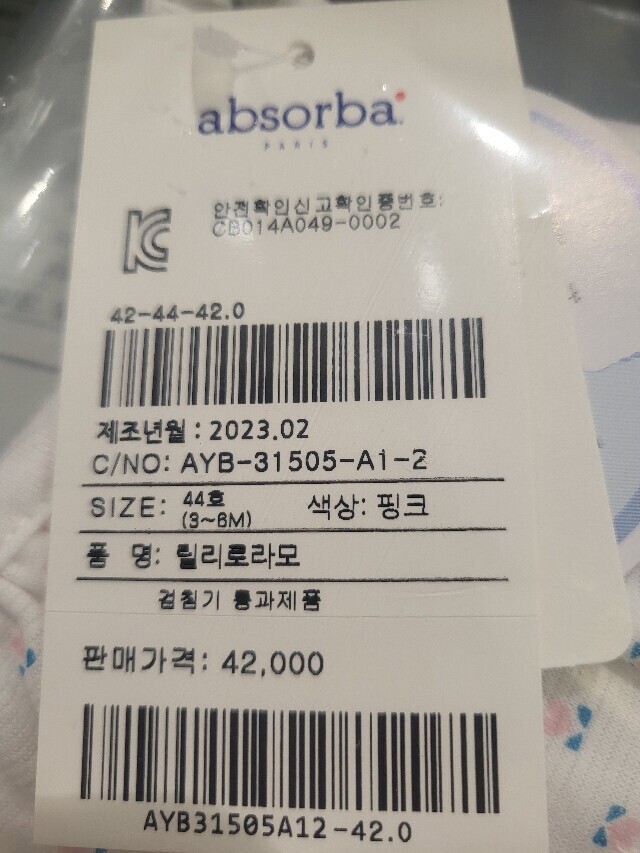 absorba
PARIS
안전확인신고확인증번호:
CB014A049-0002
42-44-42.0
제조년월 : 2023.02
C/NO: AYB-31505-A1-2
SIZE: 44호 (3~6M) 색상: 핑크
품 명: 릴리로라모
검침기 통과제품
판매가격: 42,000
AYB31505A12-42.0